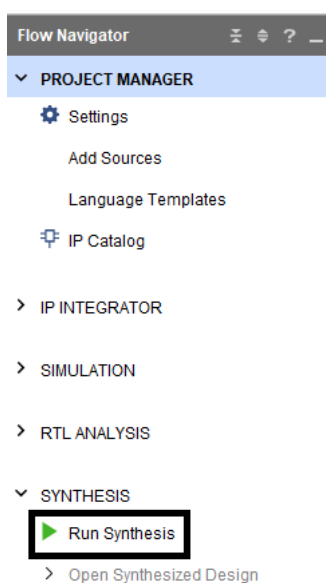 Flow Navigator ?
PROJECT MANAGER
Settings
Add Sources
Language Templates
IP Catalog
IP INTEGRATOR
SIMULATION
RTL ANALYSIS
SYNTHESIS
Run Synthesis
Open Synthesized Design